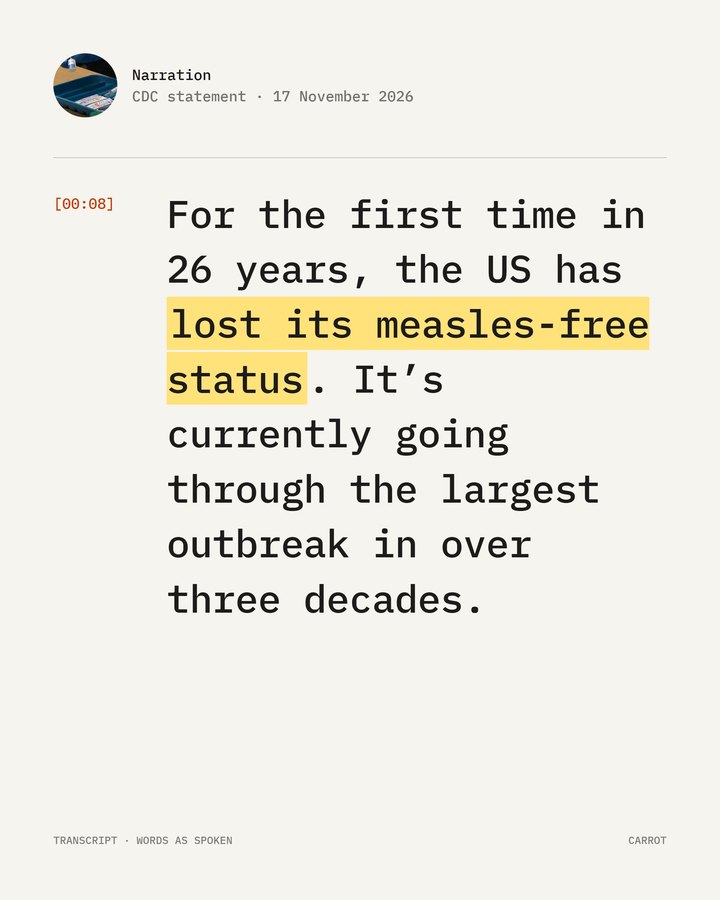 Narration
CDC statement · 17 November 2026
[00:08]
For the first time in
26 years, the US has
lost its measles-free
status. It’s
currently going
through the largest
outbreak in over
three decades.
TRANSCRIPT · WORDS AS SPOKEN
CARROT